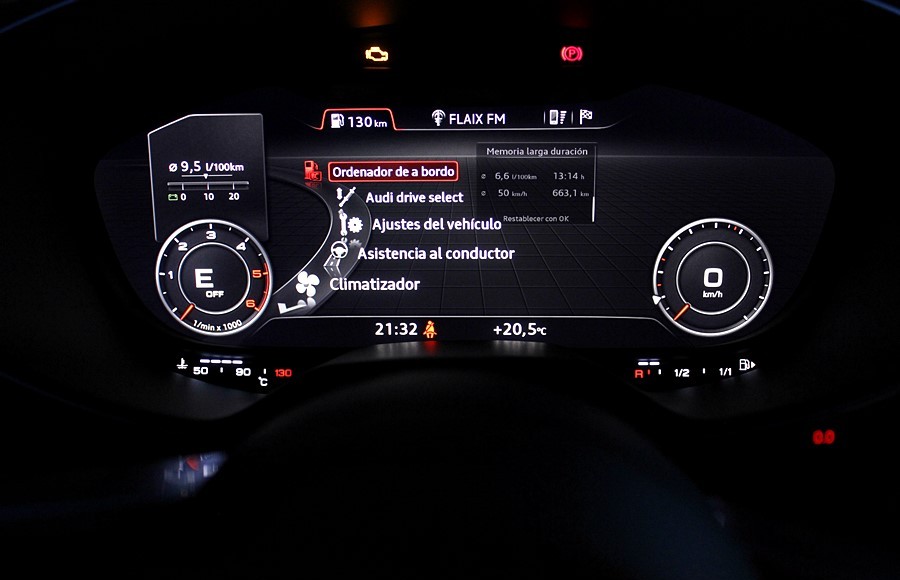 130 km
FLAIX FM
Ø 9,5 l/100km
0 10 20
Memoria larga duración
Ø 6,6 l/100km 13:14 h
Ø 50 km/h 663,1 km
Restablecer con OK
Ordenador de a bordo
Audi drive select
Ajustes del vehículo
Asistencia al conductor
Climatizador
1 2 3 4 5 6
E
OFF
1/min x 1000
0
km/h
21:32
+20,5°C
50 90 130
°C
R 1/2 1/1
0.0